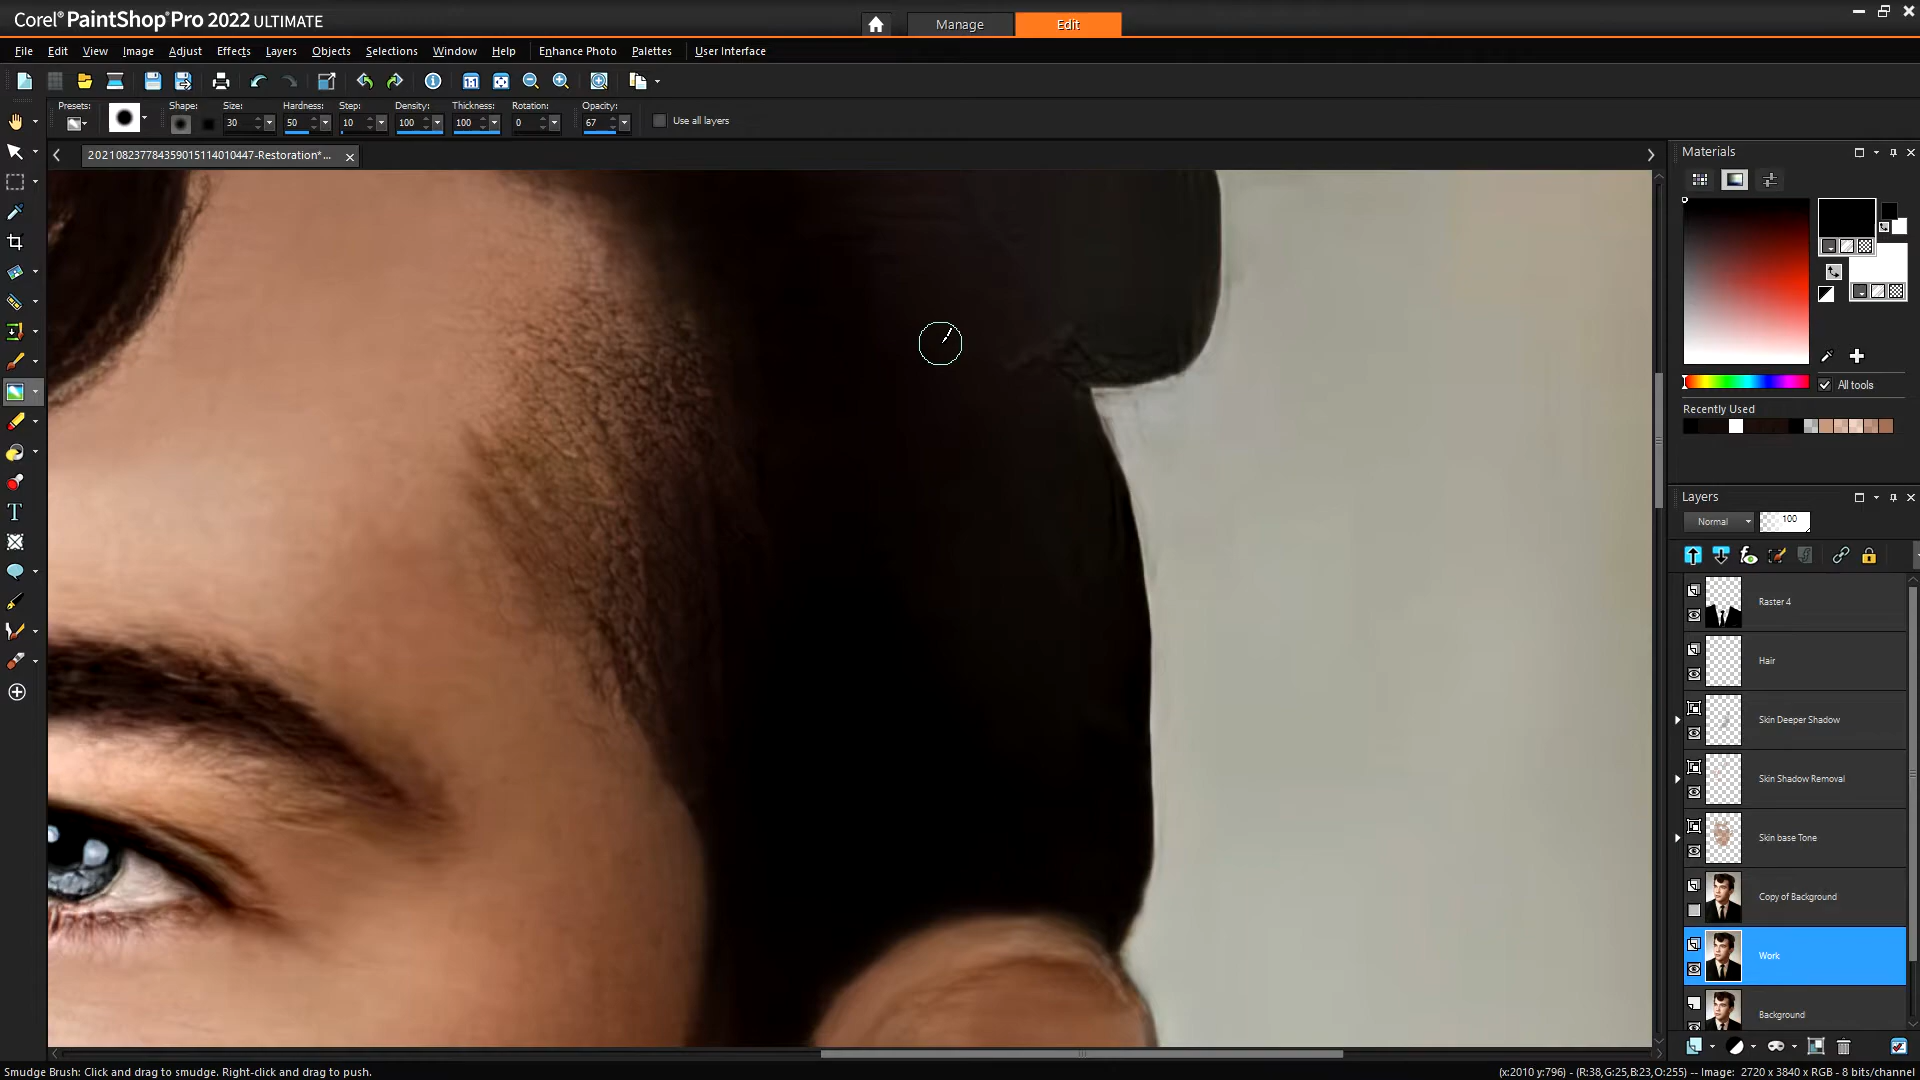 Corel® PaintShop® Pro 2022 ULTIMATE
Manage
Edit
File Edit View Image Adjust Effects Layers Objects Selections Window Help Enhance Photo Palettes User Interface
Presets: Shape: Size: Hardness: Step: Density: Thickness: Rotation: Opacity:
30 50 10 100 100 0 67
Use all layers
20210823778435901511401044​7-Restoration*...
Materials
All tools
Recently Used
Layers
Normal 100
Raster 4
Hair
Skin Deeper Shadow
Skin Shadow Removal
Skin base Tone
Copy of Background
Work
Background
Smudge Brush: Click and drag to smudge. Right-click and drag to push.
(x:2010 y:796) - (R:38,G:25,B:23,O:255) -- Image: 2720 x 3840 x RGB - 8 bits/channel